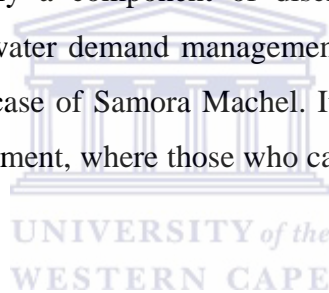 y a component of disc
water demand managemen
case of Samora Machel. I
ment, where those who ca
UNIVERSITY of the
WESTERN CAPE